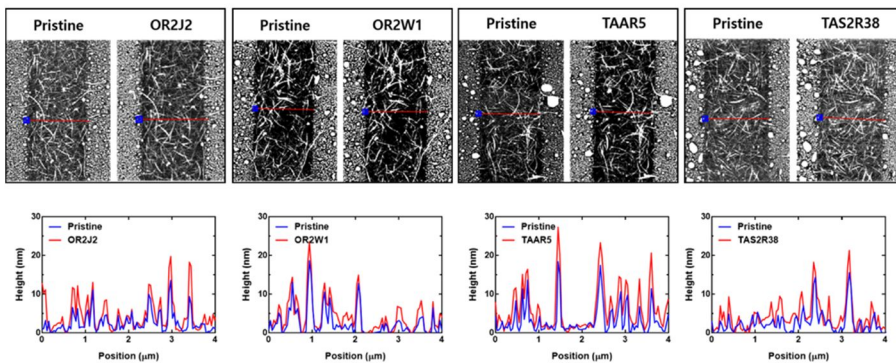 Pristine OR2J2
Pristine OR2W1
Pristine TAAR5
Pristine TAS2R38
30
20
10
0
Height (nm)
Pristine
OR2J2
0 1 2 3 4
Position (μm)
30
20
10
0
Height (nm)
Pristine
OR2W1
0 1 2 3 4
Position (μm)
30
20
10
0
Height (nm)
Pristine
TAAR5
0 1 2 3 4
Position (μm)
30
20
10
0
Height (nm)
Pristine
TAS2R38
0 1 2 3 4
Position (μm)